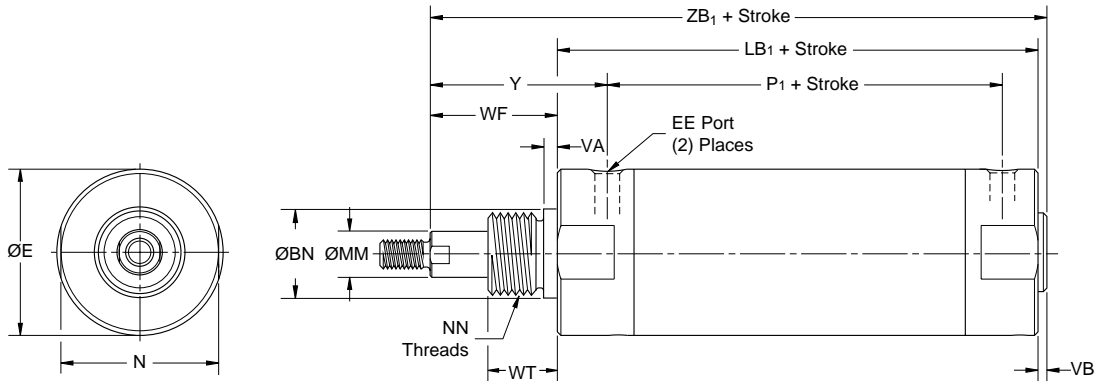 ZB1 + Stroke
LB1 + Stroke
Y
P1 + Stroke
WF
EE Port
(2) Places
VA
ØE
ØBN
ØMM
NN
Threads
N
WT
VB